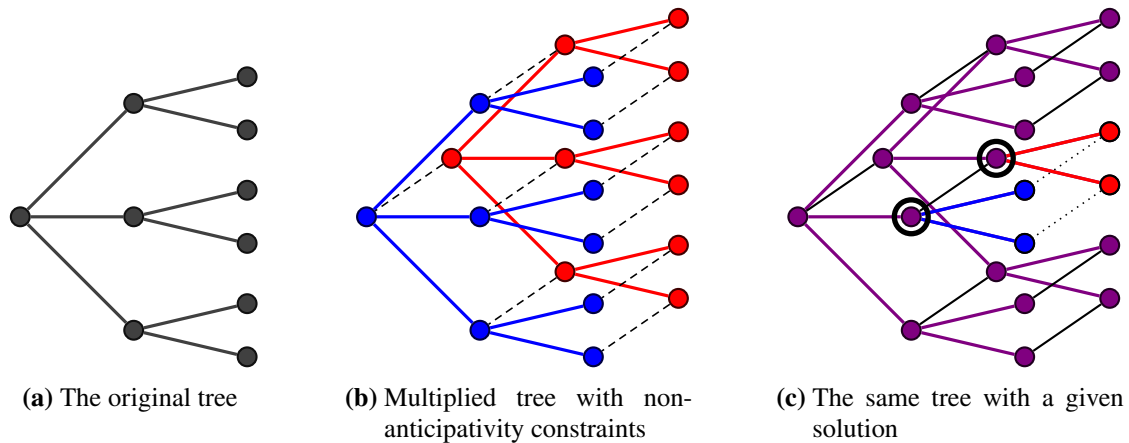 (a) The original tree
(b) Multiplied tree with non-
anticipativity constraints
(c) The same tree with a given
solution